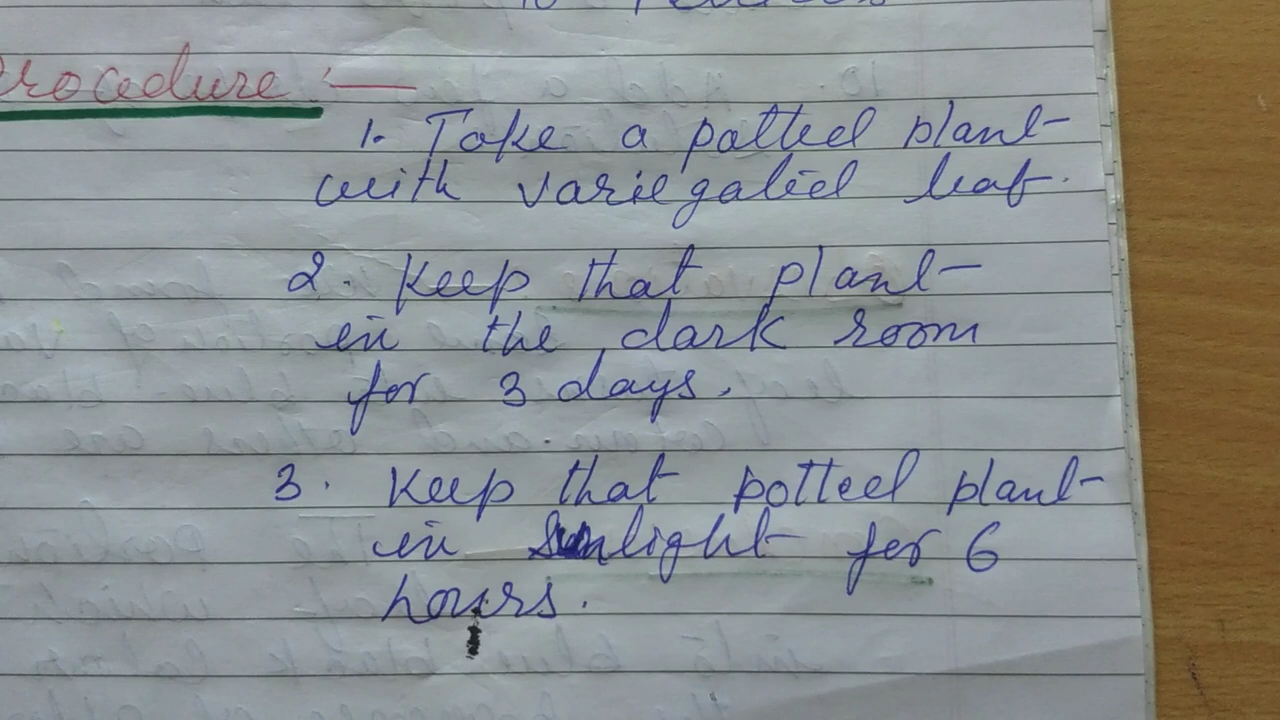 Procedure :—
1. Take a potted plant
with variegated leaf.
2. Keep that plant
in the dark room
for 3 days.
3. Keep that potted plant
in Sunlight for 6
hours.